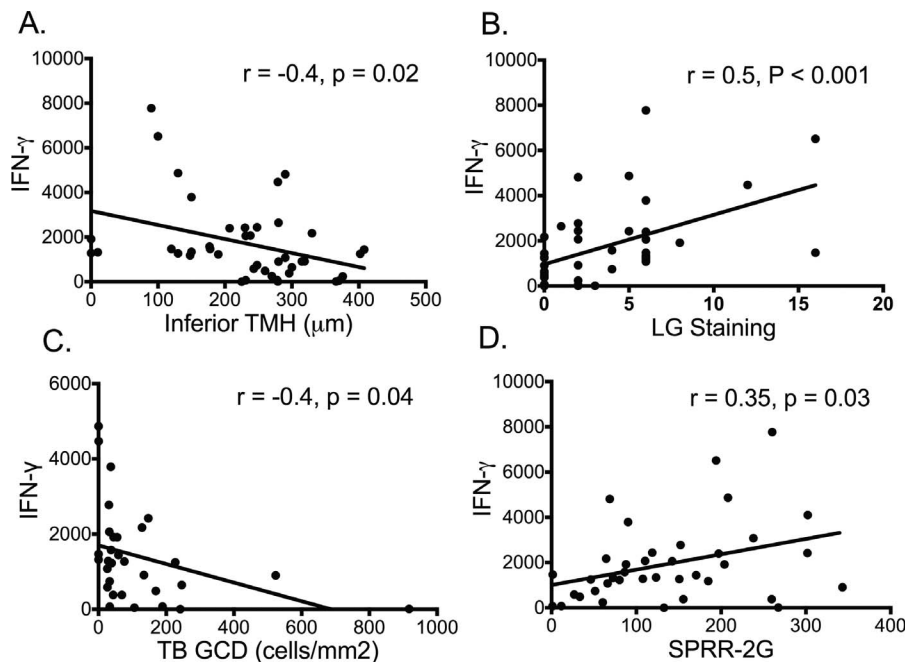 A.
r = -0.4, p = 0.02
10000
8000
6000
4000
2000
0
IFN-γ
0 100 200 300 400 500
Inferior TMH (μm)
B.
r = 0.5, P < 0.001
10000
8000
6000
4000
2000
0
IFN-γ
0 5 10 15 20
LG Staining
C.
r = -0.4, p = 0.04
6000
4000
2000
0
IFN-γ
0 200 400 600 800 1000
TB GCD (cells/mm2)
D.
r = 0.35, p = 0.03
10000
8000
6000
4000
2000
0
IFN-γ
0 100 200 300 400
SPRR-2G